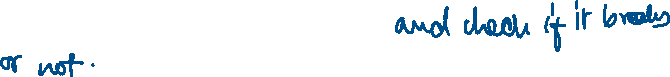 and check if it breaks
or not.